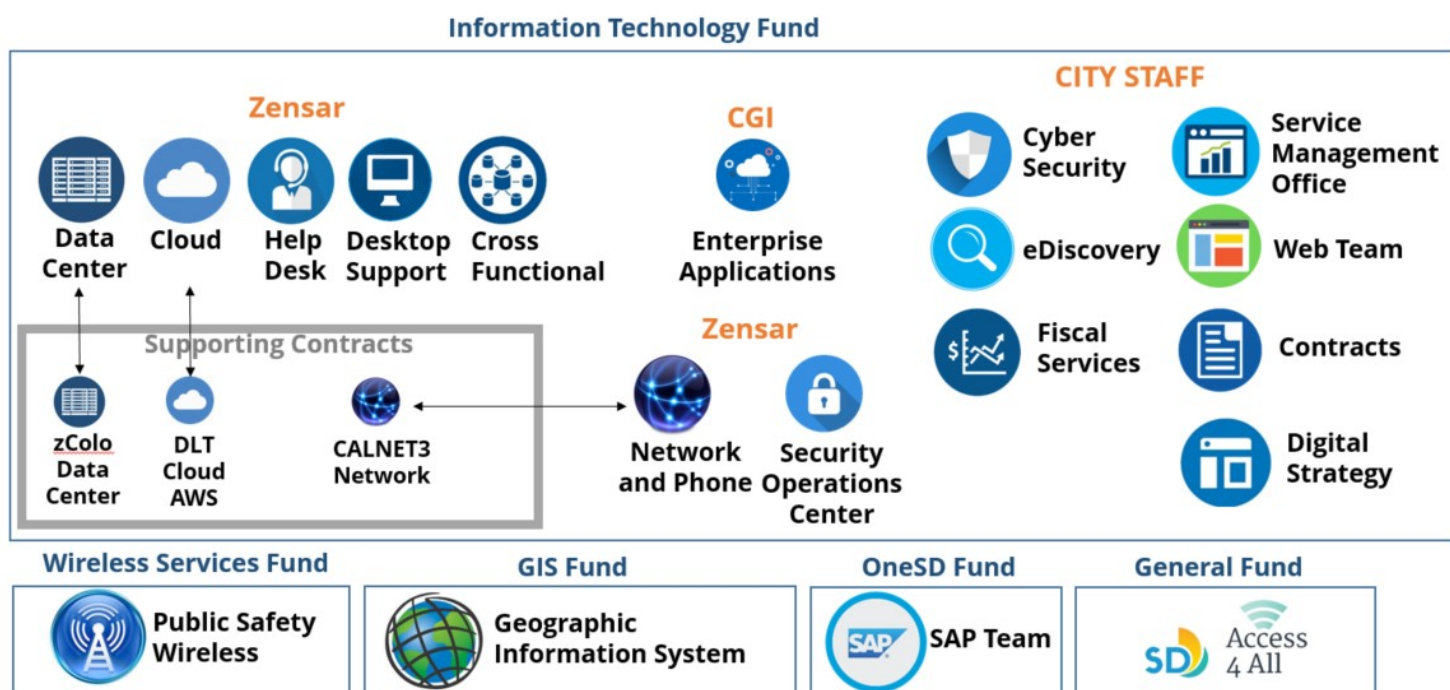 Information Technology Fund
Zensar
Data
Center
Cloud
Help
Desk
Desktop
Support
Cross
Functional
CGI
Enterprise
Applications
CITY STAFF
Cyber
Security
Service
Management
Office
eDiscovery
Web Team
Fiscal
Services
Contracts
Digital
Strategy
Supporting Contracts
zColo
Data
Center
DLT
Cloud
AWS
CALNET3
Network
Zensar
Network
and Phone
Security
Operations
Center
Wireless Services Fund
Public Safety
Wireless
GIS Fund
Geographic
Information System
OneSD Fund
SAP
SAP Team
General Fund
SD
Access
4 All
$